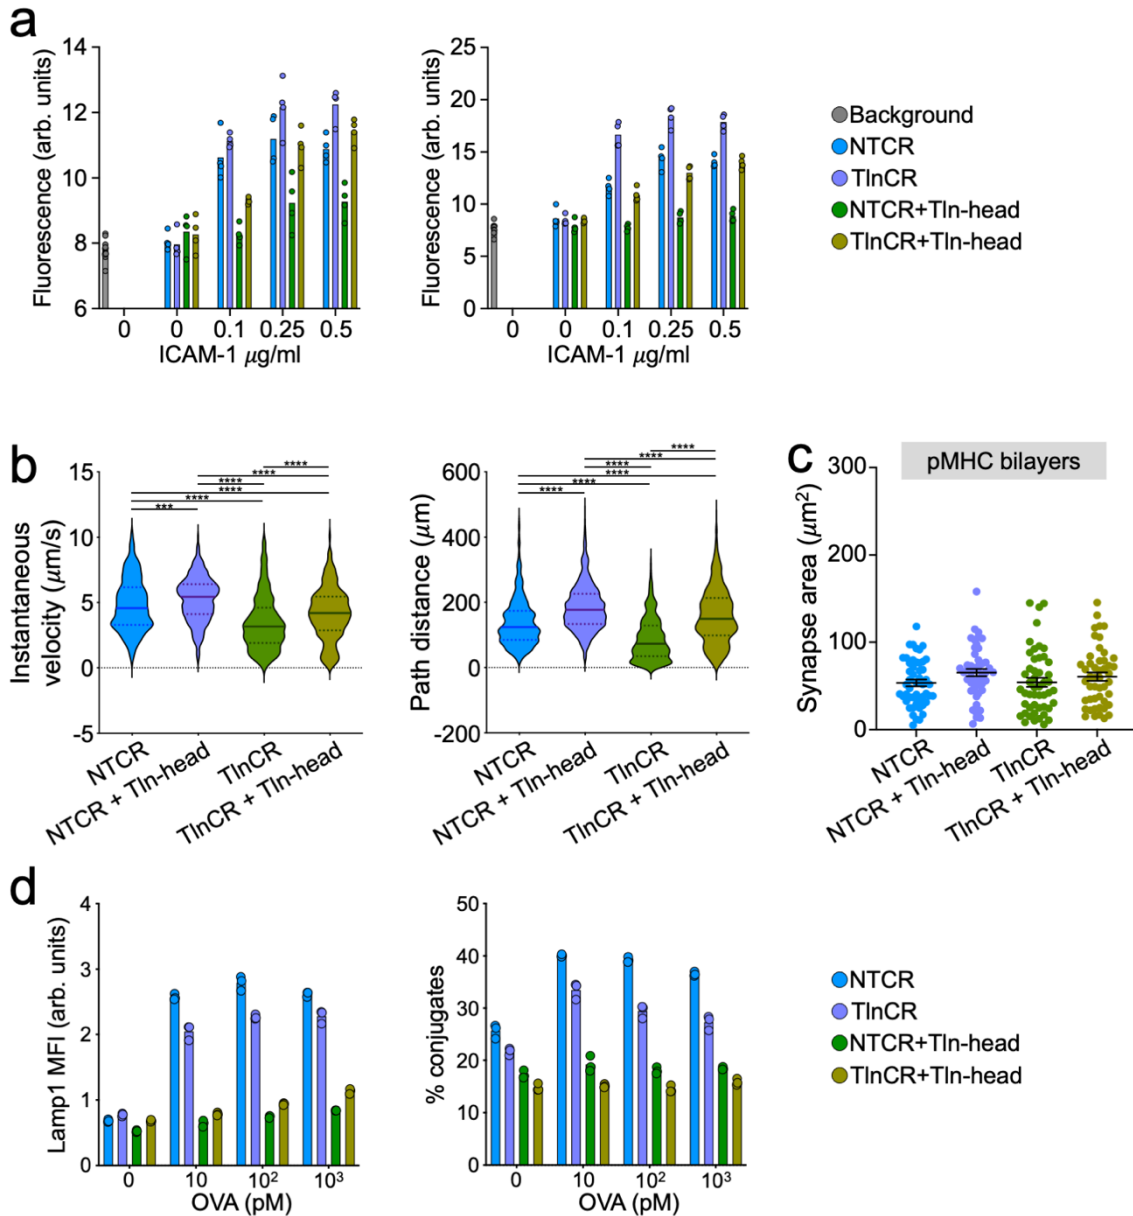 a
Fluorescence (arb. units)
14
12
10
8
6
0
0
0.1
0.25
0.5
ICAM-1 μg/ml
Fluorescence (arb. units)
25
20
15
10
5
0
0
0
0.1
0.25
0.5
ICAM-1 μg/ml
Background
NTCR
TlnCR
NTCR+Tln-head
TlnCR+Tln-head
b
Instantaneous
velocity (μm/s)
15
10
5
0
-5
****
****
****
****
****
***
NTCR
NTCR + Tln-head
TlnCR
TlnCR + Tln-head
Path distance (μm)
600
400
200
0
-200
****
****
****
****
****
****
NTCR
NTCR + Tln-head
TlnCR
TlnCR + Tln-head
c
pMHC bilayers
Synapse area (μm²)
300
200
100
0
NTCR
NTCR + Tln-head
TlnCR
TlnCR + Tln-head
d
Lamp1 MFI (arb. units)
4
3
2
1
0
0
10
10²
10³
OVA (pM)
% conjugates
50
40
30
20
10
0
0
10
10²
10³
OVA (pM)
NTCR
TlnCR
NTCR+Tln-head
TlnCR+Tln-head